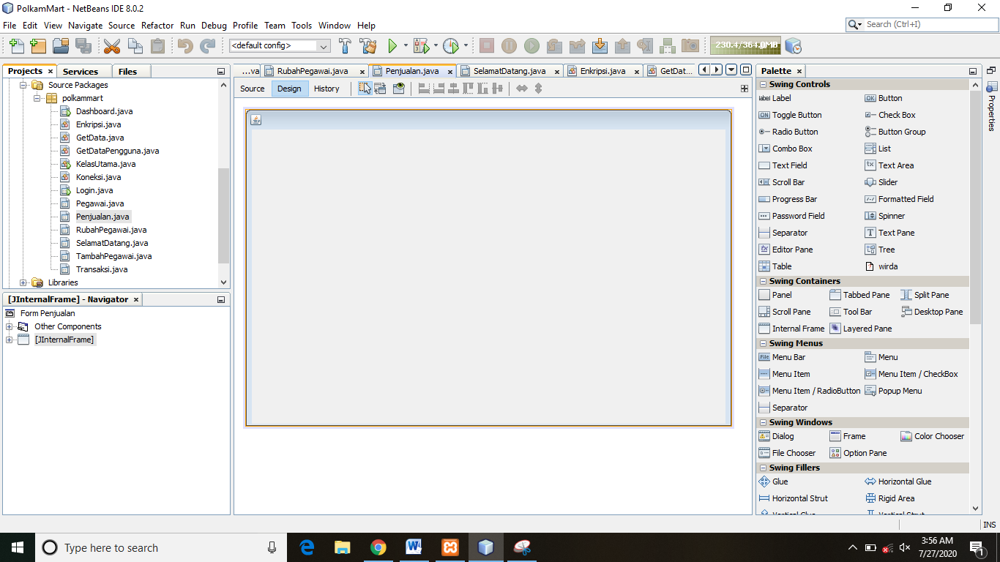 PolkamMart - NetBeans IDE 8.0.2
File Edit View Navigate Source Refactor Run Debug Profile Team Tools Window Help
Search (Ctrl+I)
<default config>
230.4/364.0MB
Projects Services Files
Source Packages
polkammart
Dashboard.java
Enkripsi.java
GetData.java
GetDataPengguna.java
KelasUtama.java
Koneksi.java
Login.java
Pegawai.java
Penjualan.java
RubahPegawai.java
SelamatDatang.java
TambahPegawai.java
Transaksi.java
Libraries
[JInternalFrame] - Navigator
Form Penjualan
Other Components
[JInternalFrame]
...va RubahPegawai.java Penjualan.java SelamatDatang.java Enkripsi.java GetDat...
Source Design History
Palette
Swing Controls
Label Button
Toggle Button Check Box
Radio Button Button Group
Combo Box List
Text Field Text Area
Scroll Bar Slider
Progress Bar Formatted Field
Password Field Spinner
Separator Text Pane
Editor Pane Tree
Table wirda
Swing Containers
Panel Tabbed Pane Split Pane
Scroll Pane Tool Bar Desktop Pane
Internal Frame Layered Pane
Swing Menus
Menu Bar Menu
Menu Item Menu Item / CheckBox
Menu Item / RadioButton Popup Menu
Separator
Swing Windows
Dialog Frame Color Chooser
File Chooser Option Pane
Swing Fillers
Glue Horizontal Glue
Horizontal Strut Rigid Area
Vertical Glue Vertical Strut
Properties
INS
Type here to search
3:56 AM
7/27/2020
1